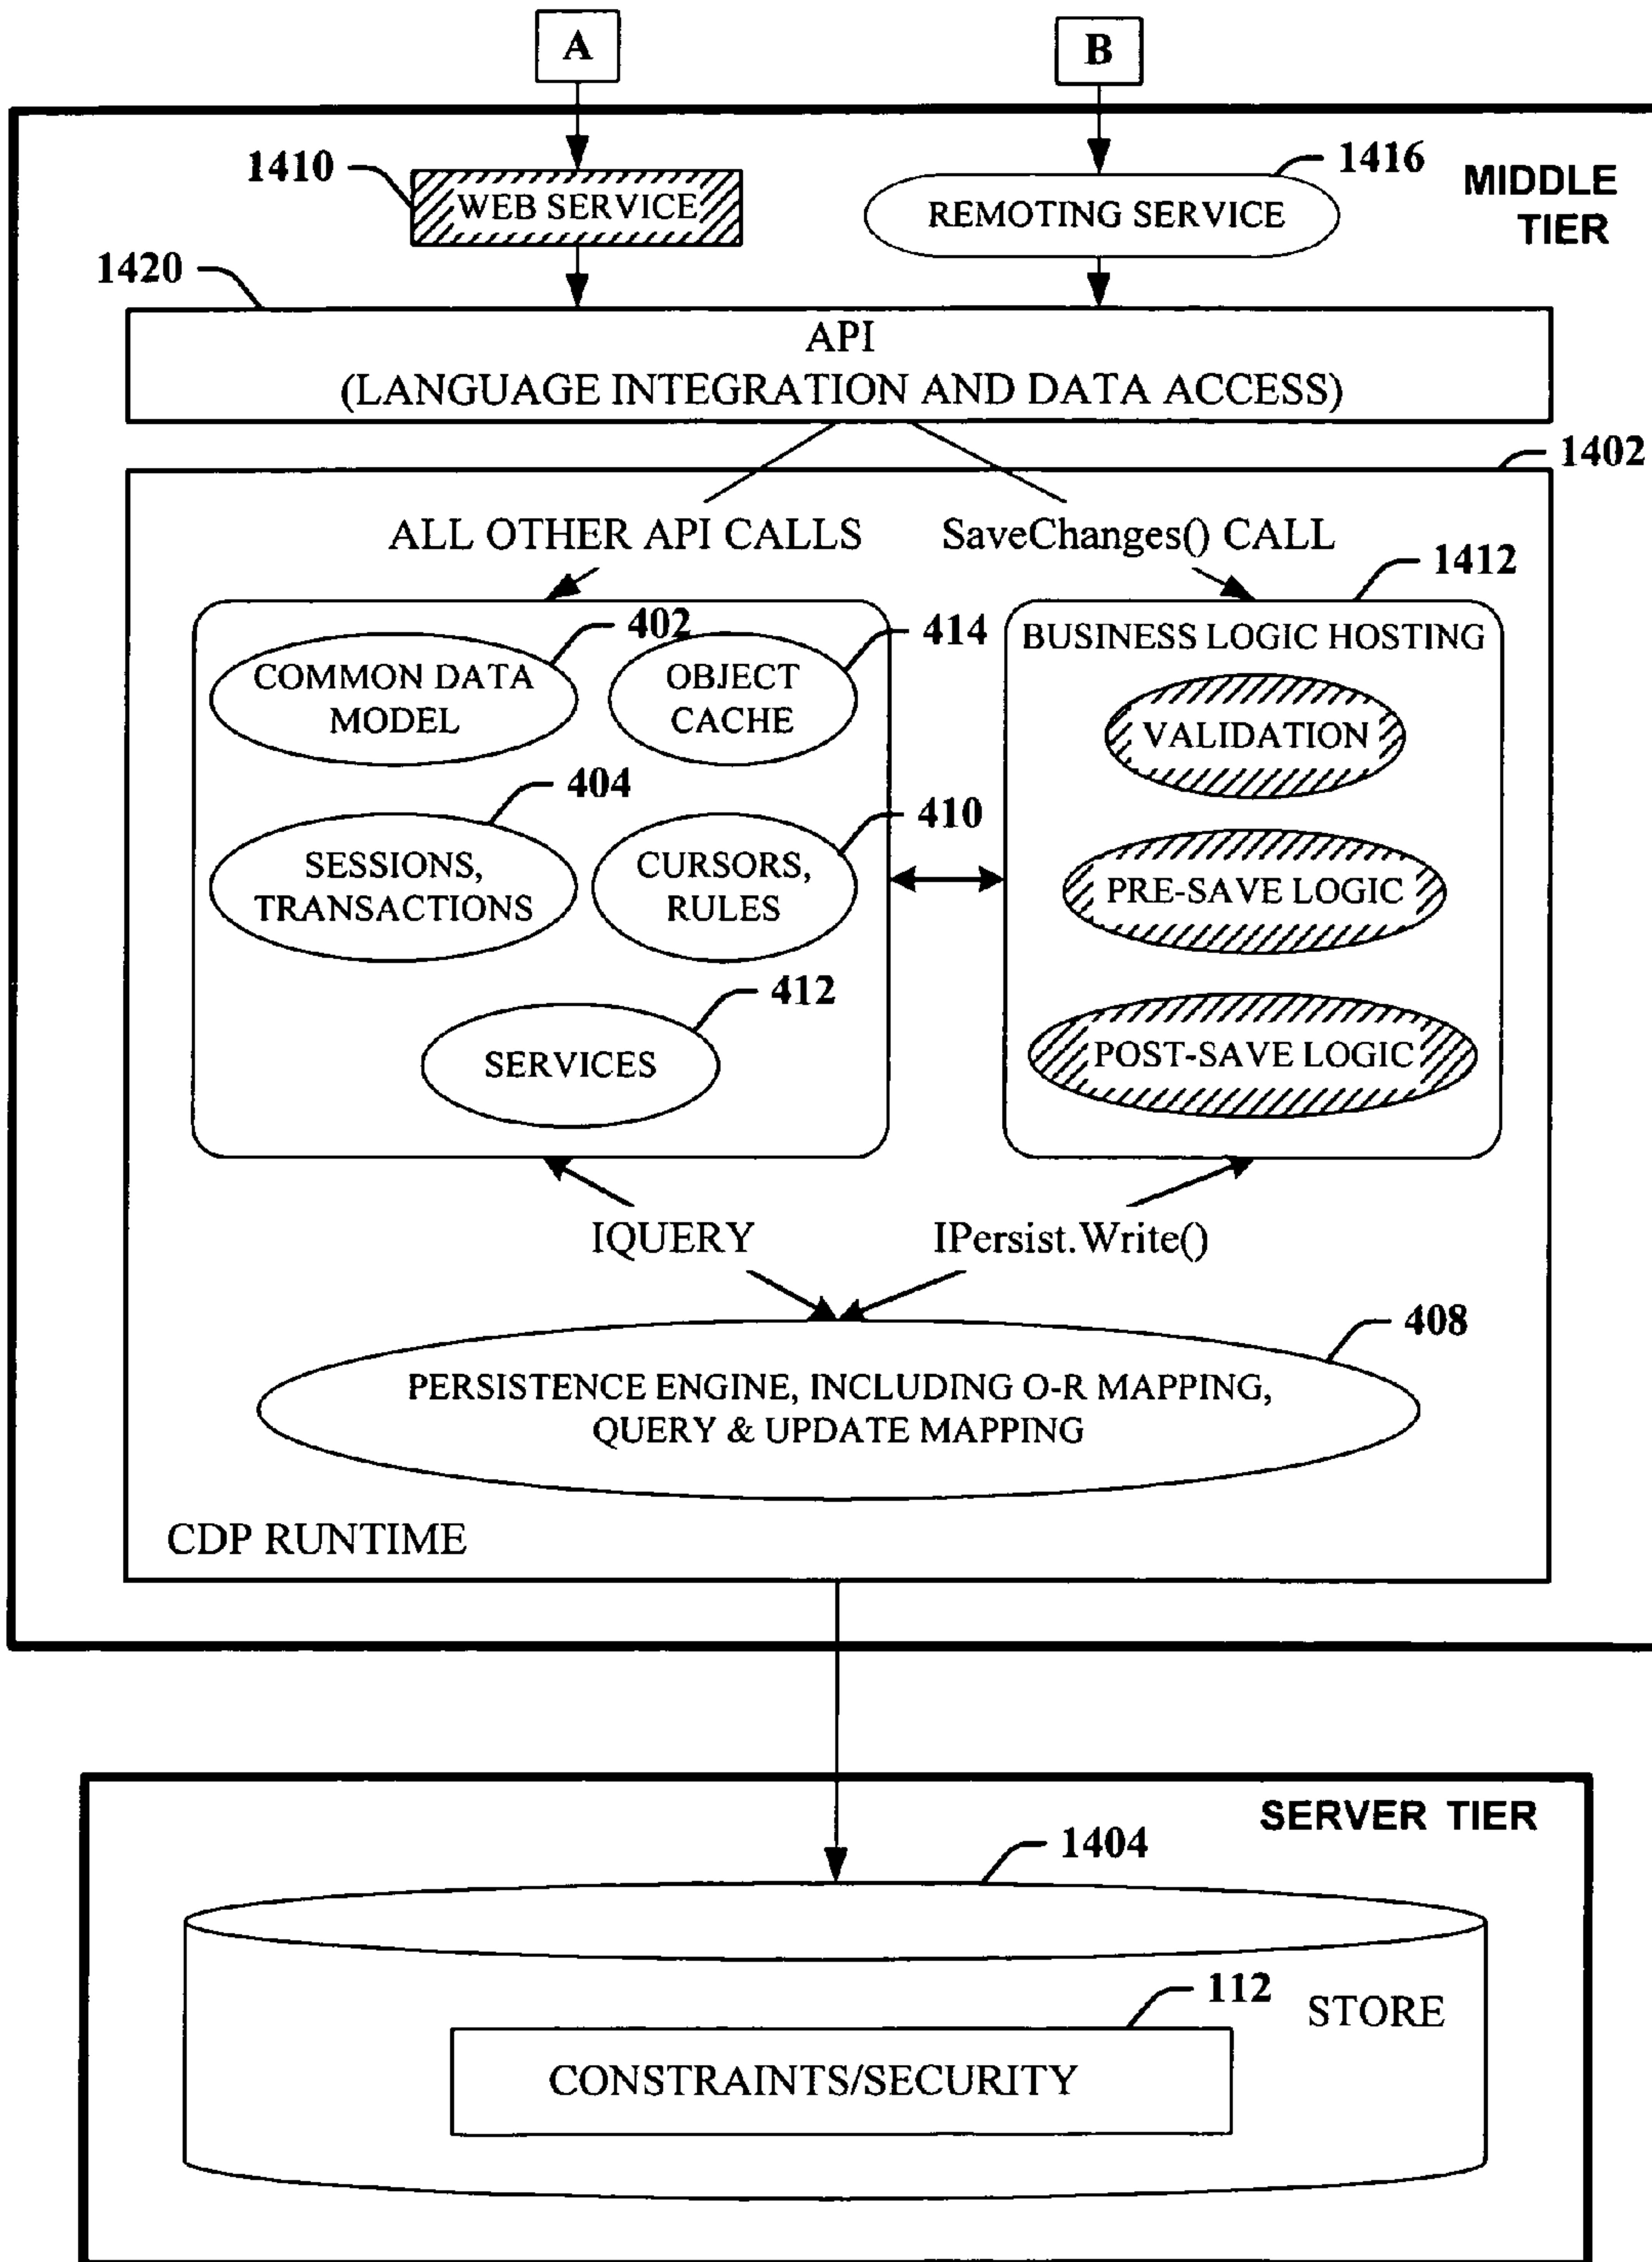 A
B
MIDDLE
TIER
1410
WEB SERVICE
1416
REMOTING SERVICE
1420
API
(LANGUAGE INTEGRATION AND DATA ACCESS)
1402
ALL OTHER API CALLS
SaveChanges() CALL
1412
402
414
BUSINESS LOGIC HOSTING
COMMON DATA
MODEL
OBJECT
CACHE
VALIDATION
404
410
SESSIONS,
TRANSACTIONS
CURSORS,
RULES
PRE-SAVE LOGIC
412
SERVICES
POST-SAVE LOGIC
IQUERY
IPersist.Write()
408
PERSISTENCE ENGINE, INCLUDING O-R MAPPING,
QUERY & UPDATE MAPPING
CDP RUNTIME
SERVER TIER
1404
112
STORE
CONSTRAINTS/SECURITY